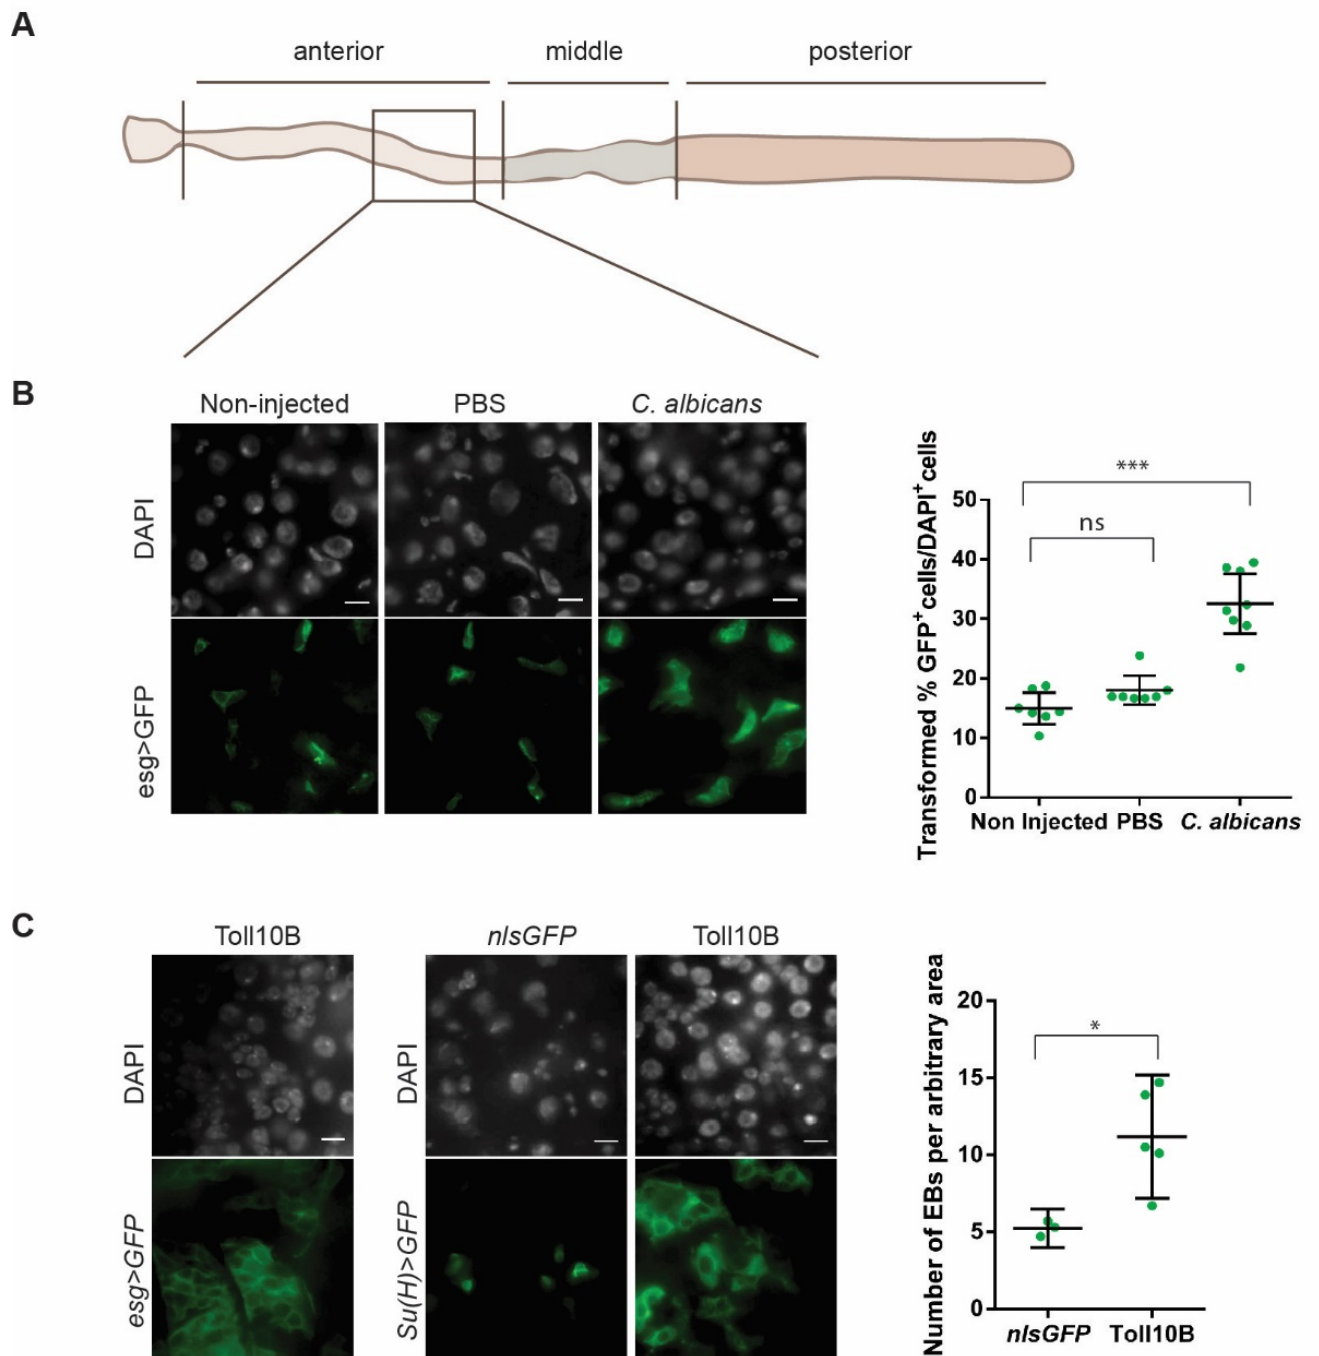 A
anterior
middle
posterior
B
Non-injected
PBS
C. albicans
DAPI
esg>GFP
Transformed % GFP+cells/DAPI+cells
50
40
30
20
10
0
***
ns
Non Injected
PBS
C. albicans
C
Toll10B
nlsGFP
Toll10B
DAPI
esg>GFP
DAPI
Su(H)>GFP
Number of EBs per arbitrary area
20
15
10
5
0
*
nlsGFP
Toll10B